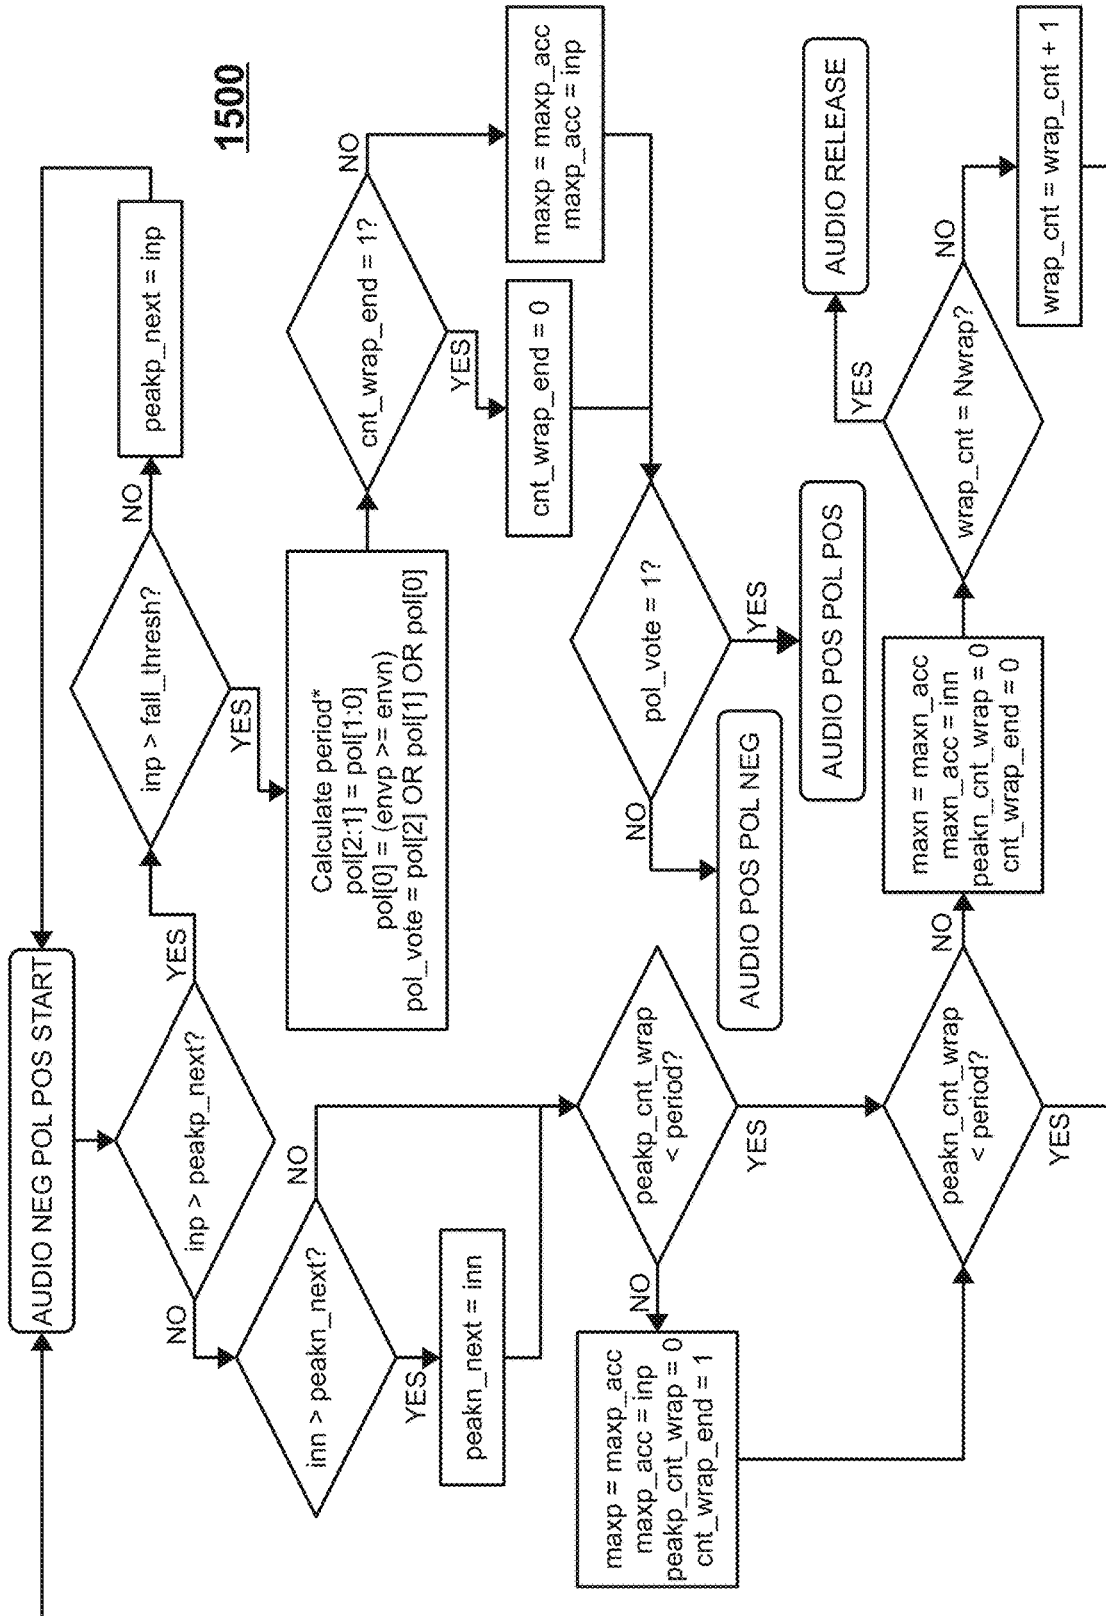 1500
AUDIO NEG POL POS START
inp > peakp_next?
YES
NO
inp > fall_thresh?
NO
YES
peakp_next = inp
Calculate period*
pol[2:1] = pol[1:0]
pol[0] = (envp >= envn)
pol_vote = pol[2] OR pol[1] OR pol[0]
cnt_wrap_end = 1?
NO
YES
maxp = maxp_acc
maxp_acc = inp
cnt_wrap_end = 0
pol_vote = 1?
NO
YES
AUDIO POS POL NEG
AUDIO POS POL POS
inn > peakn_next?
NO
YES
peakn_next = inn
peakp_cnt_wrap
< period?
NO
YES
maxp = maxp_acc
maxp_acc = inp
peakp_cnt_wrap = 0
cnt_wrap_end = 1
peakn_cnt_wrap
< period?
NO
YES
maxn = maxn_acc
maxn_acc = inn
peakn_cnt_wrap = 0
cnt_wrap_end = 0
wrap_cnt = Nwrap?
YES
NO
AUDIO RELEASE
wrap_cnt = wrap_cnt + 1